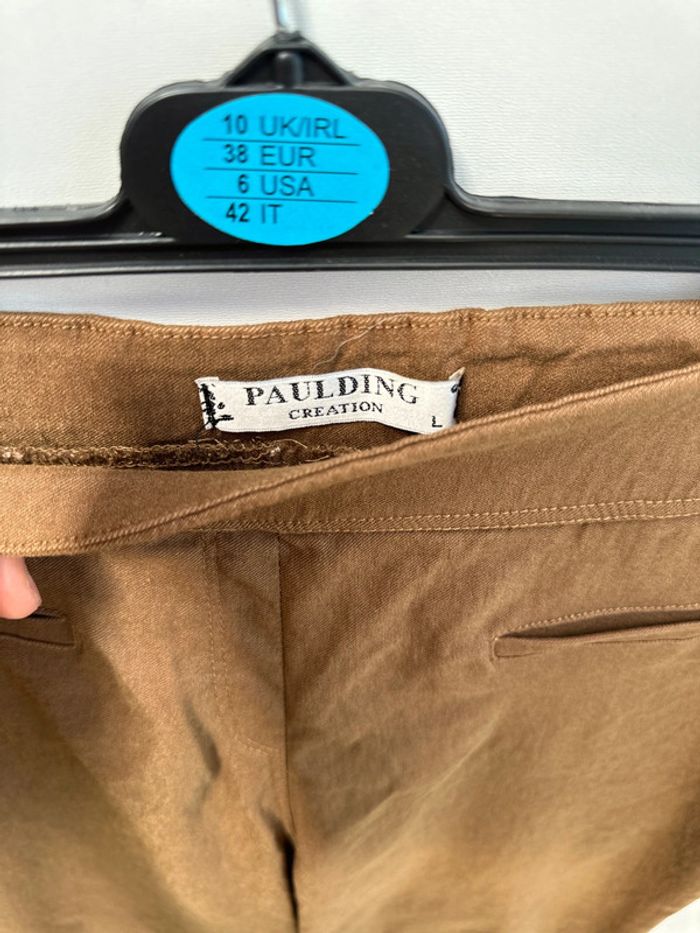 10 UK/IRL
38 EUR
6 USA
42 IT
PAULDING
CREATION
L